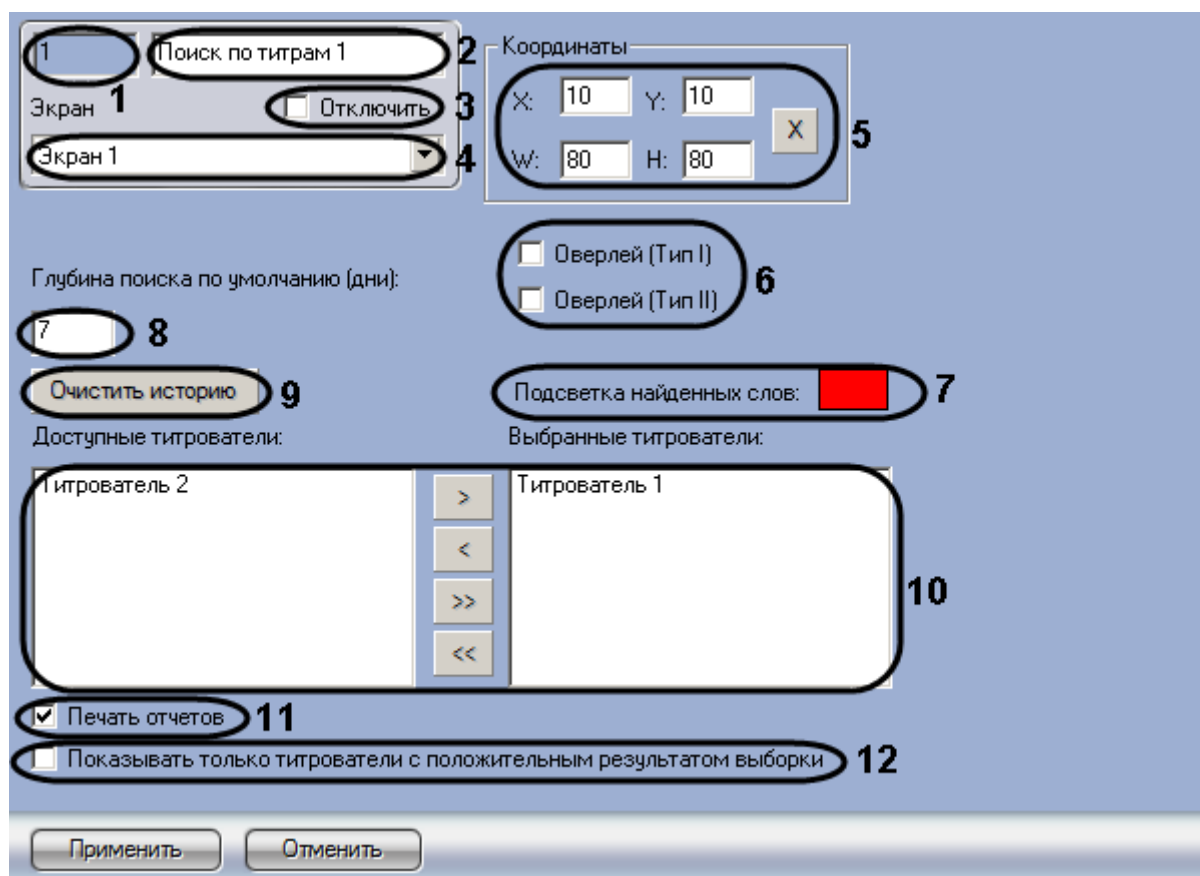 1 Поиск по титрам 1 2
Экран 1 Отключить 3
Экран 1 4
Координаты
X: 10 Y: 10 X 5
W: 80 H: 80
Оверлей (Тип I)
Оверлей (Тип II) 6
Глубина поиска по умолчанию (дни):
7 8
Очистить историю 9
Подсветка найденных слов: 7
Доступные титрователи: Выбранные титрователи:
Титрователь 2 > Титрователь 1
<
>> 10
<<
Печать отчетов 11
Показывать только титрователи с положительным результатом выборки 12
Применить Отменить